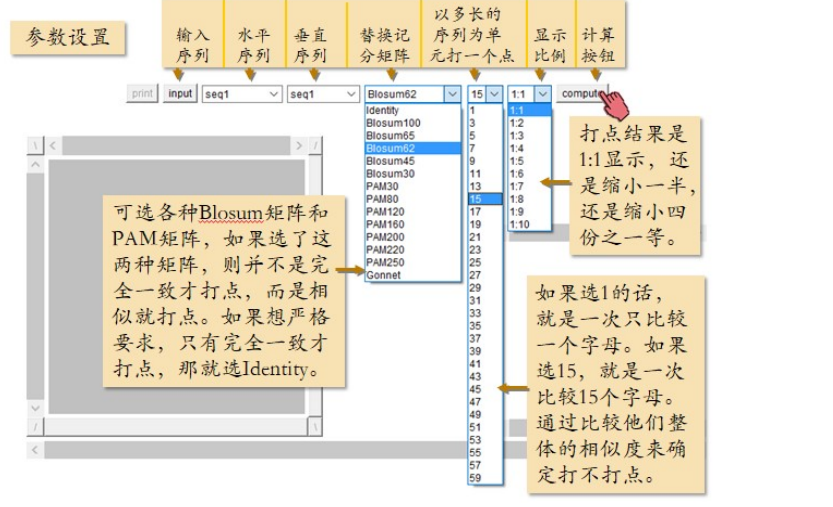 参数设置
输入
序列
水平
序列
垂直
序列
替换记
分矩阵
以多长的
序列为单
元打一个点
显示
比例
计算
按钮
print
input
seq1
seq1
Blosum62
15
1:1
compute
Identity
Blosum100
Blosum65
Blosum62
Blosum45
Blosum30
PAM30
PAM80
PAM120
PAM160
PAM200
PAM220
PAM250
Gonnet
1
3
5
7
9
11
13
15
17
19
21
23
25
27
29
31
33
35
37
39
41
43
45
47
49
51
53
55
57
59
1:1
1:2
1:3
1:4
1:5
1:6
1:7
1:8
1:9
1:10
打点结果是
1:1显示，还
是缩小一半，
还是缩小四
份之一等。
可选各种Blosum矩阵和
PAM矩阵，如果选了这
两种矩阵，则并不是完
全一致才打点，而是相
似就打点。如果想严格
要求，只有完全一致才
打点，那就选Identity。
如果选1的话，
就是一次只比较
一个字母。如果
选15，就是一次
比较15个字母。
通过比较他们整
体的相似度来确
定打不打点。